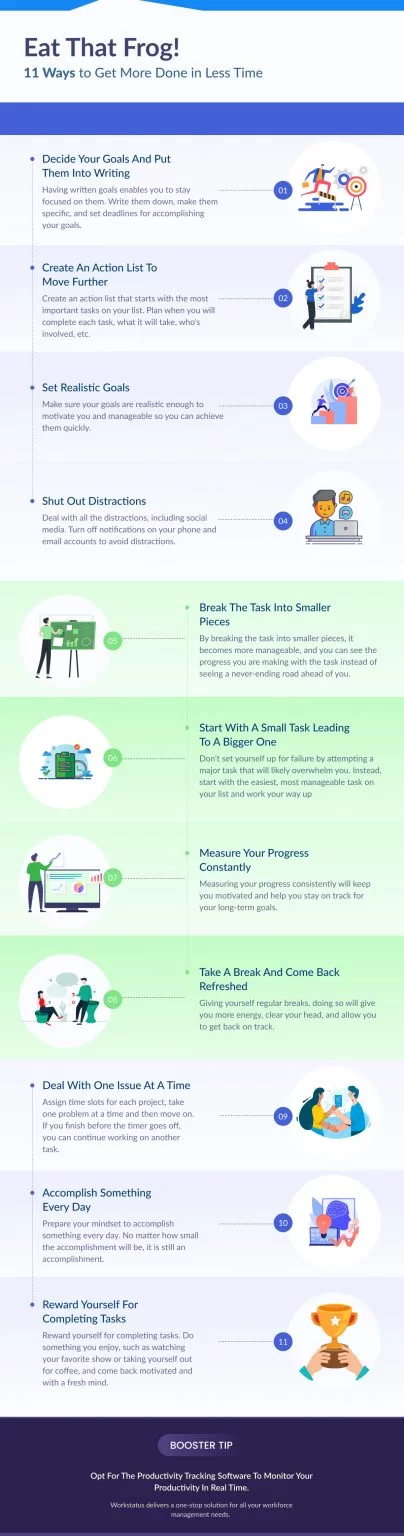 Eat That Frog!
11 Ways to Get More Done in Less Time
Decide Your Goals And Put
Them Into Writing
Having written goals enables you to stay
focused on them. Write them down, make them
specific, and set deadlines for accomplishing
your goals.
01
Create An Action List To
Move Further
Create an action list that starts with the most
important tasks on your list. Plan when you will
complete each task, what it will take, who's
involved, etc.
02
Set Realistic Goals
Make sure your goals are realistic enough to
motivate you and manageable so you can achieve
them quickly.
03
Shut Out Distractions
Deal with all the distractions, including social
media. Turn off notifications on your phone and
email accounts to avoid distractions.
04
05
Break The Task Into Smaller
Pieces
By breaking the task into smaller pieces, it
becomes more manageable, and you can see the
progress you are making with the task instead of
seeing a never-ending road ahead of you.
06
Start With A Small Task Leading
To A Bigger One
Don't set yourself up for failure by attempting a
major task that will likely overwhelm you. Instead,
start with the easiest, most manageable task on
your list and work your way up
07
Measure Your Progress
Constantly
Measuring your progress consistently will keep
you motivated and help you stay on track for
your long-term goals.
08
Take A Break And Come Back
Refreshed
Giving yourself regular breaks, doing so will give
you more energy, clear your head, and allow you
to get back on track.
Deal With One Issue At A Time
Assign time slots for each project, take
one problem at a time and then move on.
If you finish before the timer goes off,
you can continue working on another
task.
09
Accomplish Something
Every Day
Prepare your mindset to accomplish
something every day. No matter how small
the accomplishment will be, it is still an
accomplishment.
10
Reward Yourself For
Completing Tasks
Reward yourself for completing tasks. Do
something you enjoy, such as watching
your favorite show or taking yourself out
for coffee, and come back motivated and
with a fresh mind.
11
BOOSTER TIP
Opt For The Productivity Tracking Software To Monitor Your
Productivity In Real Time.
Workstatus delivers a one-stop solution for all your workforce
management needs.